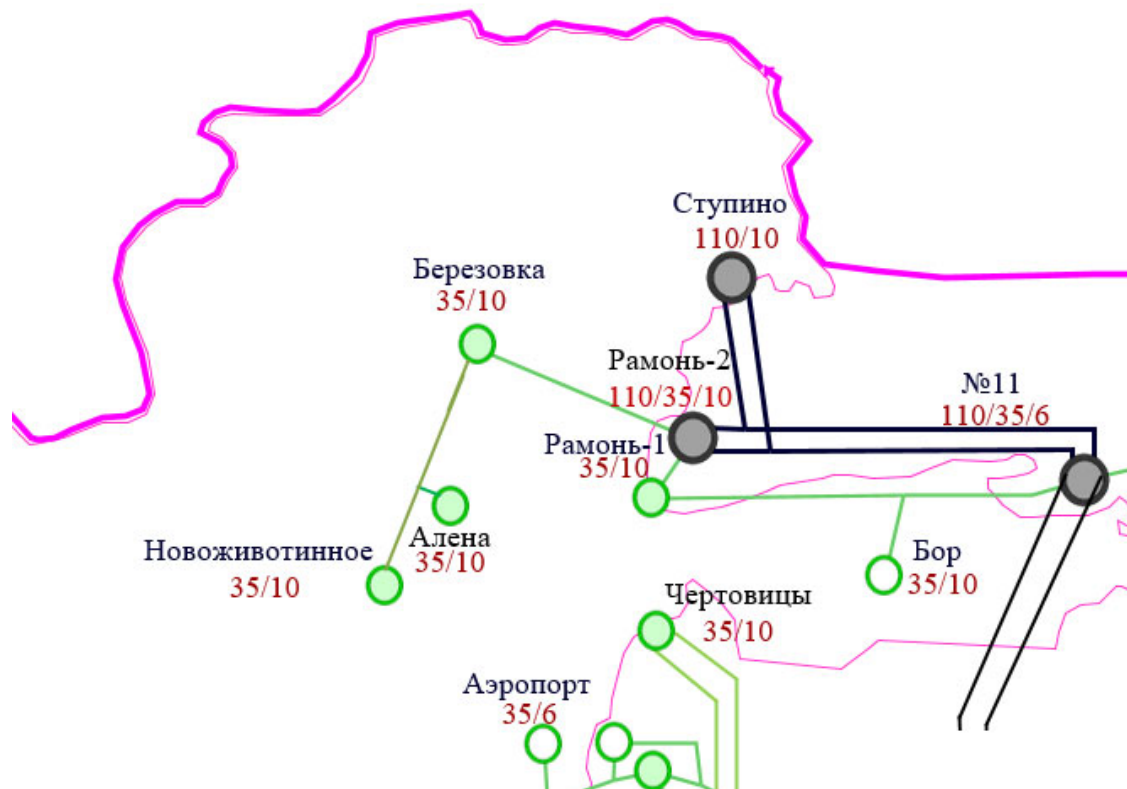 Ступино
110/10
Березовка
35/10
Рамонь-2
110/35/10
№11
110/35/6
Рамонь-1
35/10
Новоживотинное
35/10
Алена
35/10
Бор
35/10
Чертовицы
35/10
Аэропорт
35/6